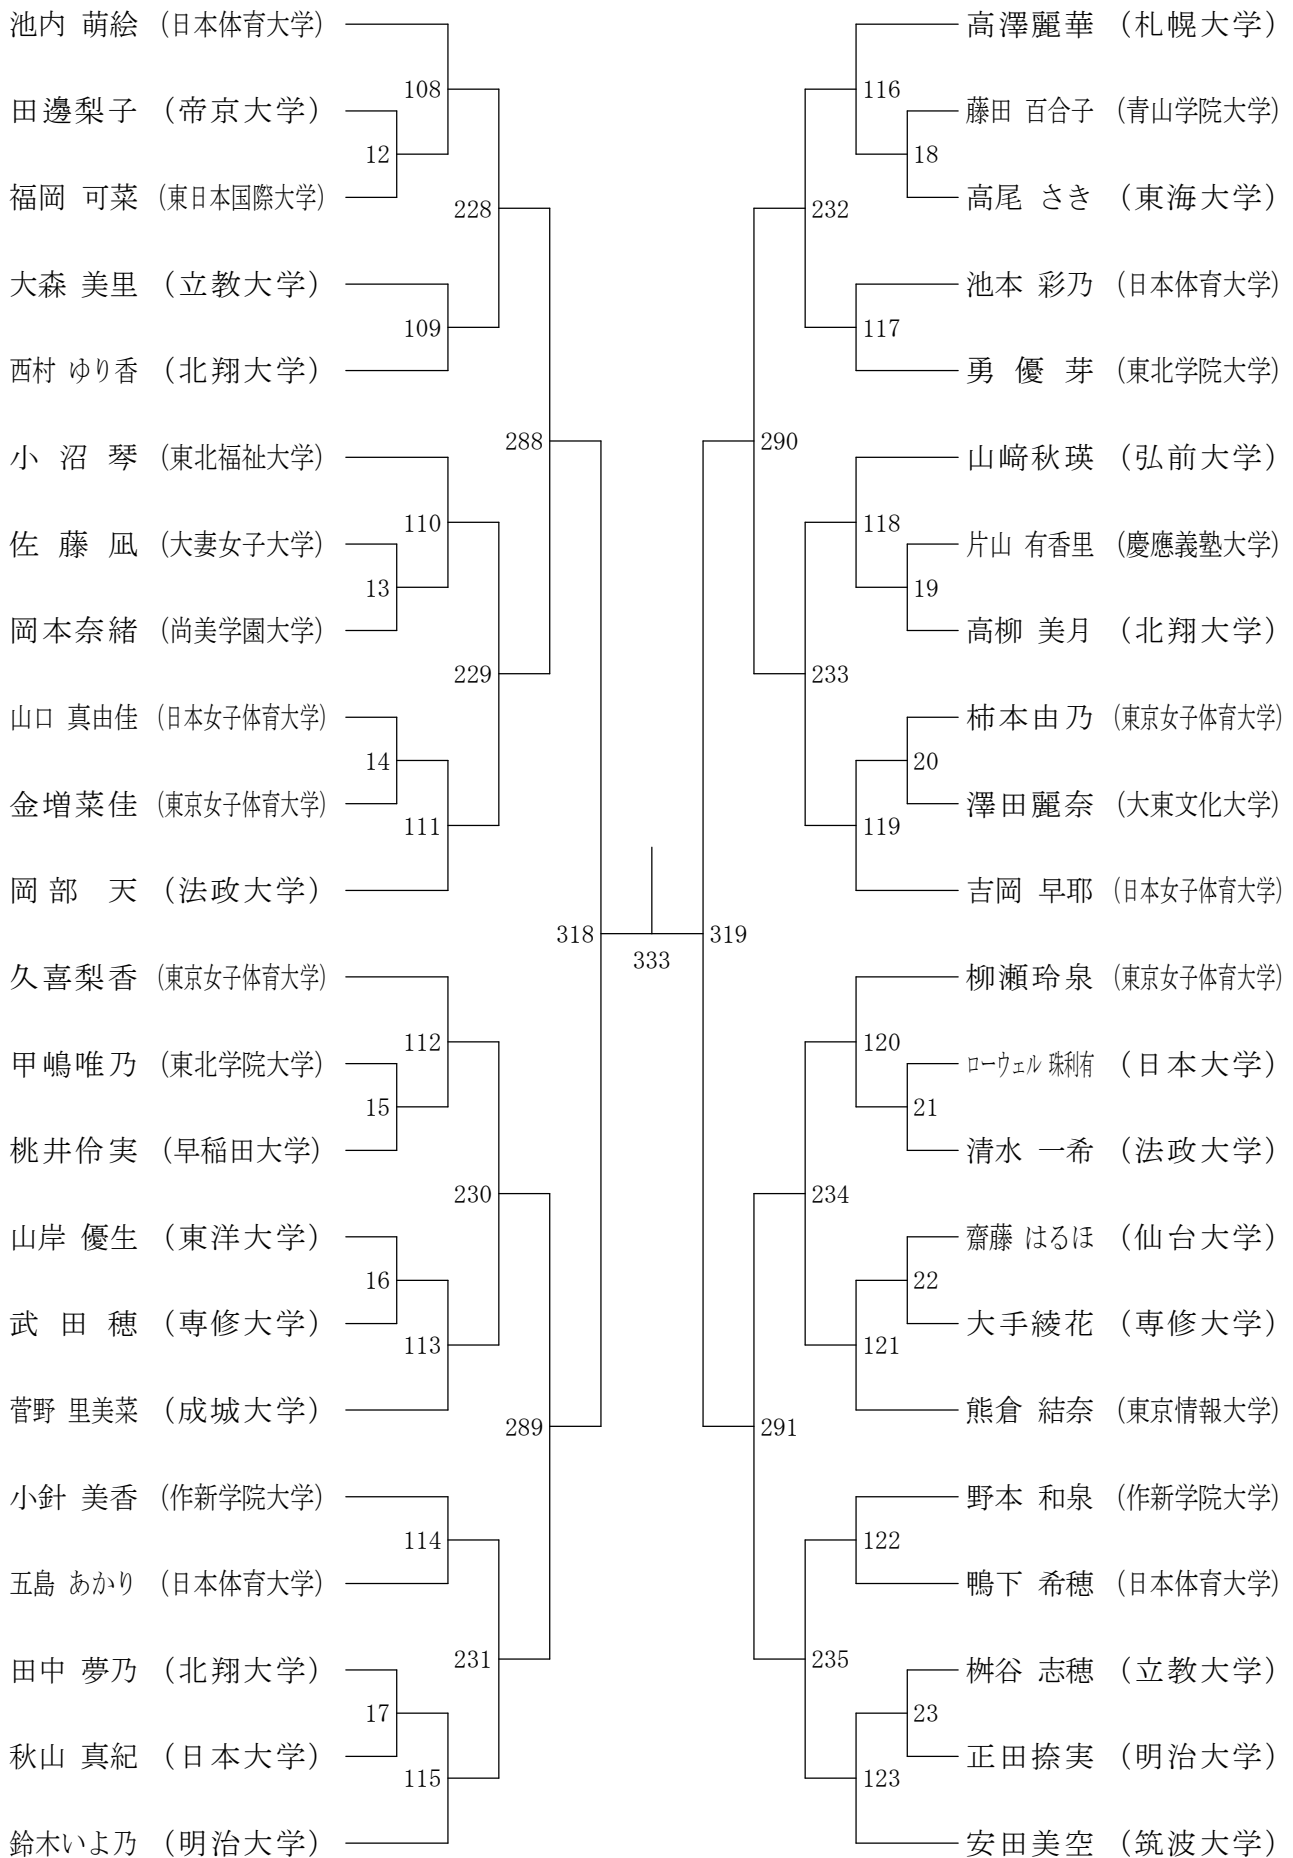 池内 萌絵 (日本体育大学)
田邊梨子 (帝京大学)
福岡 可菜 (東日本国際大学)
大森 美里 (立教大学)
西村 ゆり香 (北翔大学)
小沼琴 (東北福祉大学)
佐藤凪 (大妻女子大学)
岡本奈緒 (尚美学園大学)
山口 真由佳 (日本女子体育大学)
金増菜佳 (東京女子体育大学)
岡部 天 (法政大学)
久喜梨香 (東京女子体育大学)
甲嶋唯乃 (東北学院大学)
桃井伶実 (早稲田大学)
山岸 優生 (東洋大学)
武田穂 (専修大学)
菅野 里美菜 (成城大学)
小針 美香 (作新学院大学)
五島 あかり (日本体育大学)
田中 夢乃 (北翔大学)
秋山 真紀 (日本大学)
鈴木いよ乃 (明治大学)
12
13
14
15
16
17
108
109
110
111
112
113
114
115
228
229
230
231
288
289
318
333
319
290
291
232
233
234
235
116
117
118
119
120
121
122
123
18
19
20
21
22
23
高澤麗華 (札幌大学)
藤田 百合子 (青山学院大学)
高尾 さき (東海大学)
池本 彩乃 (日本体育大学)
勇優芽 (東北学院大学)
山﨑秋瑛 (弘前大学)
片山 有香里 (慶應義塾大学)
高柳 美月 (北翔大学)
柿本由乃 (東京女子体育大学)
澤田麗奈 (大東文化大学)
吉岡 早耶 (日本女子体育大学)
柳瀬玲泉 (東京女子体育大学)
ローウェル 珠利有 (日本大学)
清水 一希 (法政大学)
齋藤 はるほ (仙台大学)
大手綾花 (専修大学)
熊倉 結奈 (東京情報大学)
野本 和泉 (作新学院大学)
鴨下 希穂 (日本体育大学)
桝谷 志穂 (立教大学)
正田捺実 (明治大学)
安田美空 (筑波大学)